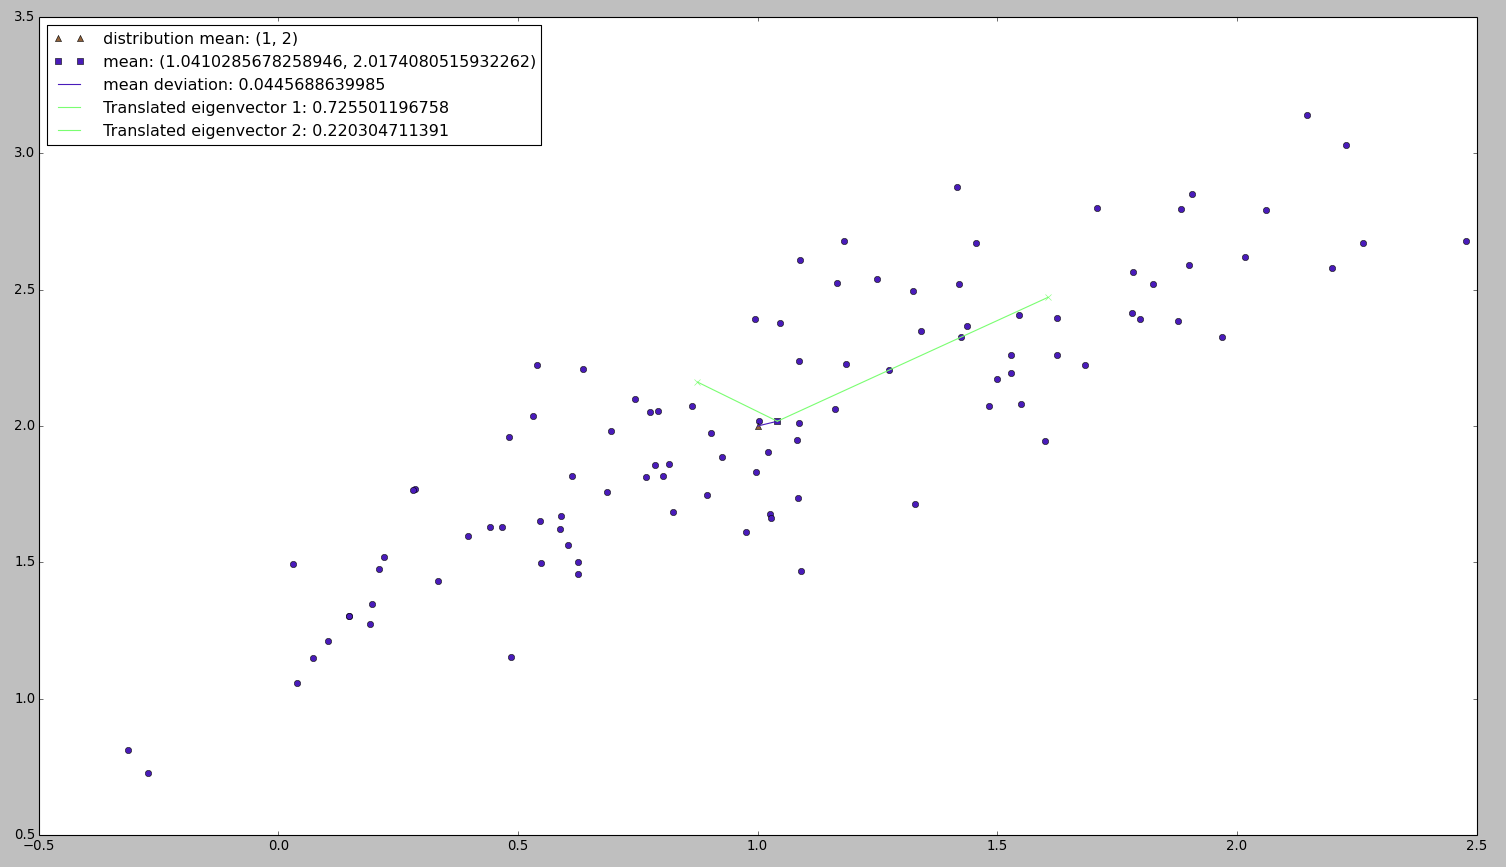 3.5
distribution mean: (1, 2)
mean: (1.0410285678258946, 2.0174080515932262)
mean deviation: 0.0445688639985
Translated eigenvector 1: 0.725501196758
Translated eigenvector 2: 0.220304711391
3.0
2.5
2.0
1.5
1.0
0.5
−0.5 0.0 0.5 1.0 1.5 2.0 2.5